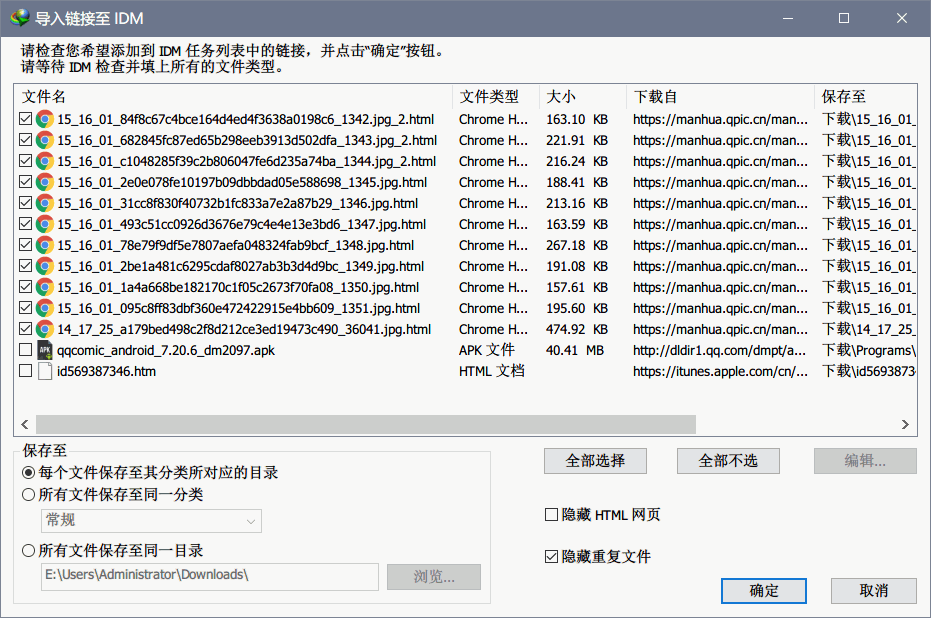 导入链接至 IDM
请检查您希望添加到 IDM 任务列表中的链接，并点击“确定”按钮。
请等待 IDM 检查并填上所有的文件类型。
文件名 文件类型 大小 下载自 保存至
15_16_01_84f8c67c4bce164d4ed4f3638a0198c6_1342.jpg_2.html Chrome H... 163.10 KB https://manhua.qpic.cn/man... 下载\15_16_01_
15_16_01_682845fc87ed65b298eeb3913d502dfa_1343.jpg_2.html Chrome H... 221.91 KB https://manhua.qpic.cn/man... 下载\15_16_01_
15_16_01_c1048285f39c2b806047fe6d235a74ba_1344.jpg_2.html Chrome H... 216.24 KB https://manhua.qpic.cn/man... 下载\15_16_01_
15_16_01_2e0e078fe10197b09dbbdad05e588698_1345.jpg.html Chrome H... 188.41 KB https://manhua.qpic.cn/man... 下载\15_16_01_
15_16_01_31cc8f830f40732b1fc833a7e2a87b29_1346.jpg.html Chrome H... 213.16 KB https://manhua.qpic.cn/man... 下载\15_16_01_
15_16_01_493c51cc0926d3676e79c4e4e13e3bd6_1347.jpg.html Chrome H... 163.59 KB https://manhua.qpic.cn/man... 下载\15_16_01_
15_16_01_78e79f9df5e7807aefa048324fab9bcf_1348.jpg.html Chrome H... 267.18 KB https://manhua.qpic.cn/man... 下载\15_16_01_
15_16_01_2be1a481c6295cdaf8027ab3b3d4d9bc_1349.jpg.html Chrome H... 191.08 KB https://manhua.qpic.cn/man... 下载\15_16_01_
15_16_01_1a4a668be182170c1f05c2673f70fa08_1350.jpg.html Chrome H... 157.61 KB https://manhua.qpic.cn/man... 下载\15_16_01_
15_16_01_095c8ff83dbf360e472422915e4bb609_1351.jpg.html Chrome H... 195.60 KB https://manhua.qpic.cn/man... 下载\15_16_01_
14_17_25_a179bed498c2f8d212ce3ed19473c490_36041.jpg.html Chrome H... 474.92 KB https://manhua.qpic.cn/man... 下载\14_17_25_
APK qqcomic_android_7.20.6_dm2097.apk APK 文件 40.41 MB http://dldir1.qq.com/dmpt/a... 下载\Programs\
id569387346.htm HTML 文档 https://itunes.apple.com/cn/... 下载\id5693873
保存至
每个文件保存至其分类所对应的目录
所有文件保存至同一分类
常规
所有文件保存至同一目录
E:\Users\Administrator\Downloads\ 浏览...
全部选择 全部不选 编辑...
隐藏 HTML 网页
隐藏重复文件
确定 取消